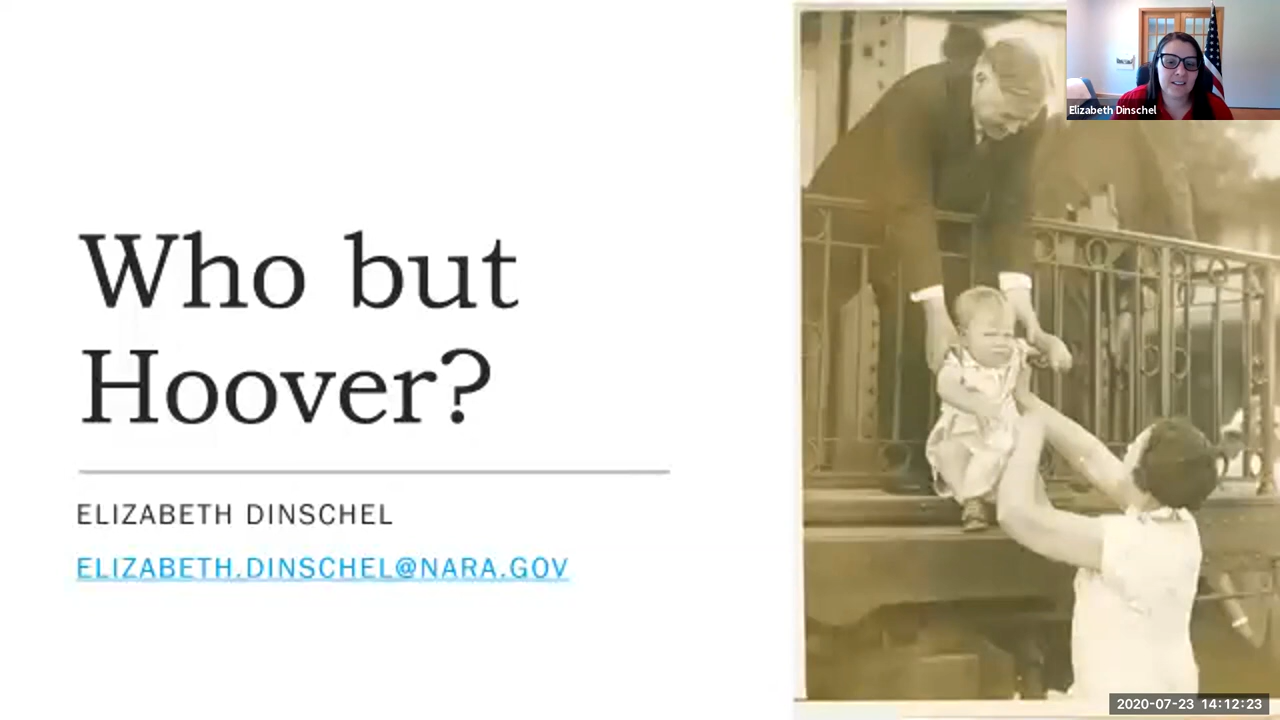 Who but
Hoover?
ELIZABETH DINSCHEL
ELIZABETH.DINSCHEL@NARA.GOV
Elizabeth Dinschel
2020-07-23 14:12:23